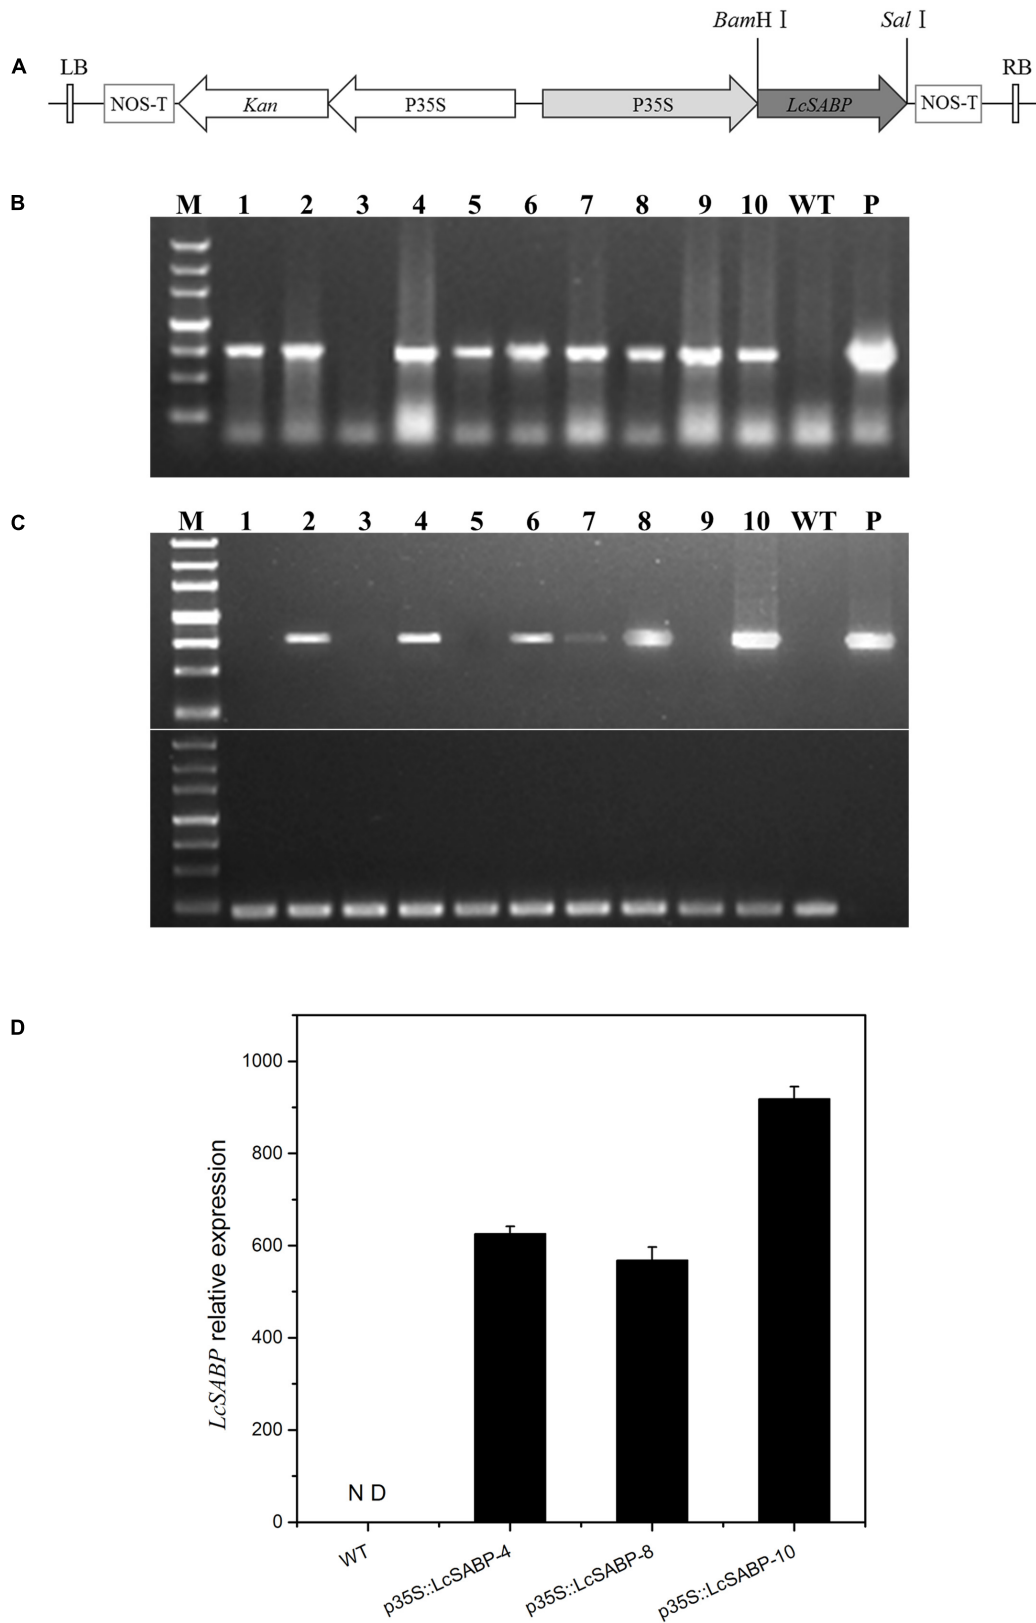 BamH I Sal I
A LB RB
NOS-T Kan P35S P35S LcSABP NOS-T
B M 1 2 3 4 5 6 7 8 9 10 WT P
C M 1 2 3 4 5 6 7 8 9 10 WT P
D
1000
800
600
400
200
0
LcSABP relative expression
N D
WT p35S::LcSABP-4 p35S::LcSABP-8 p35S::LcSABP-10